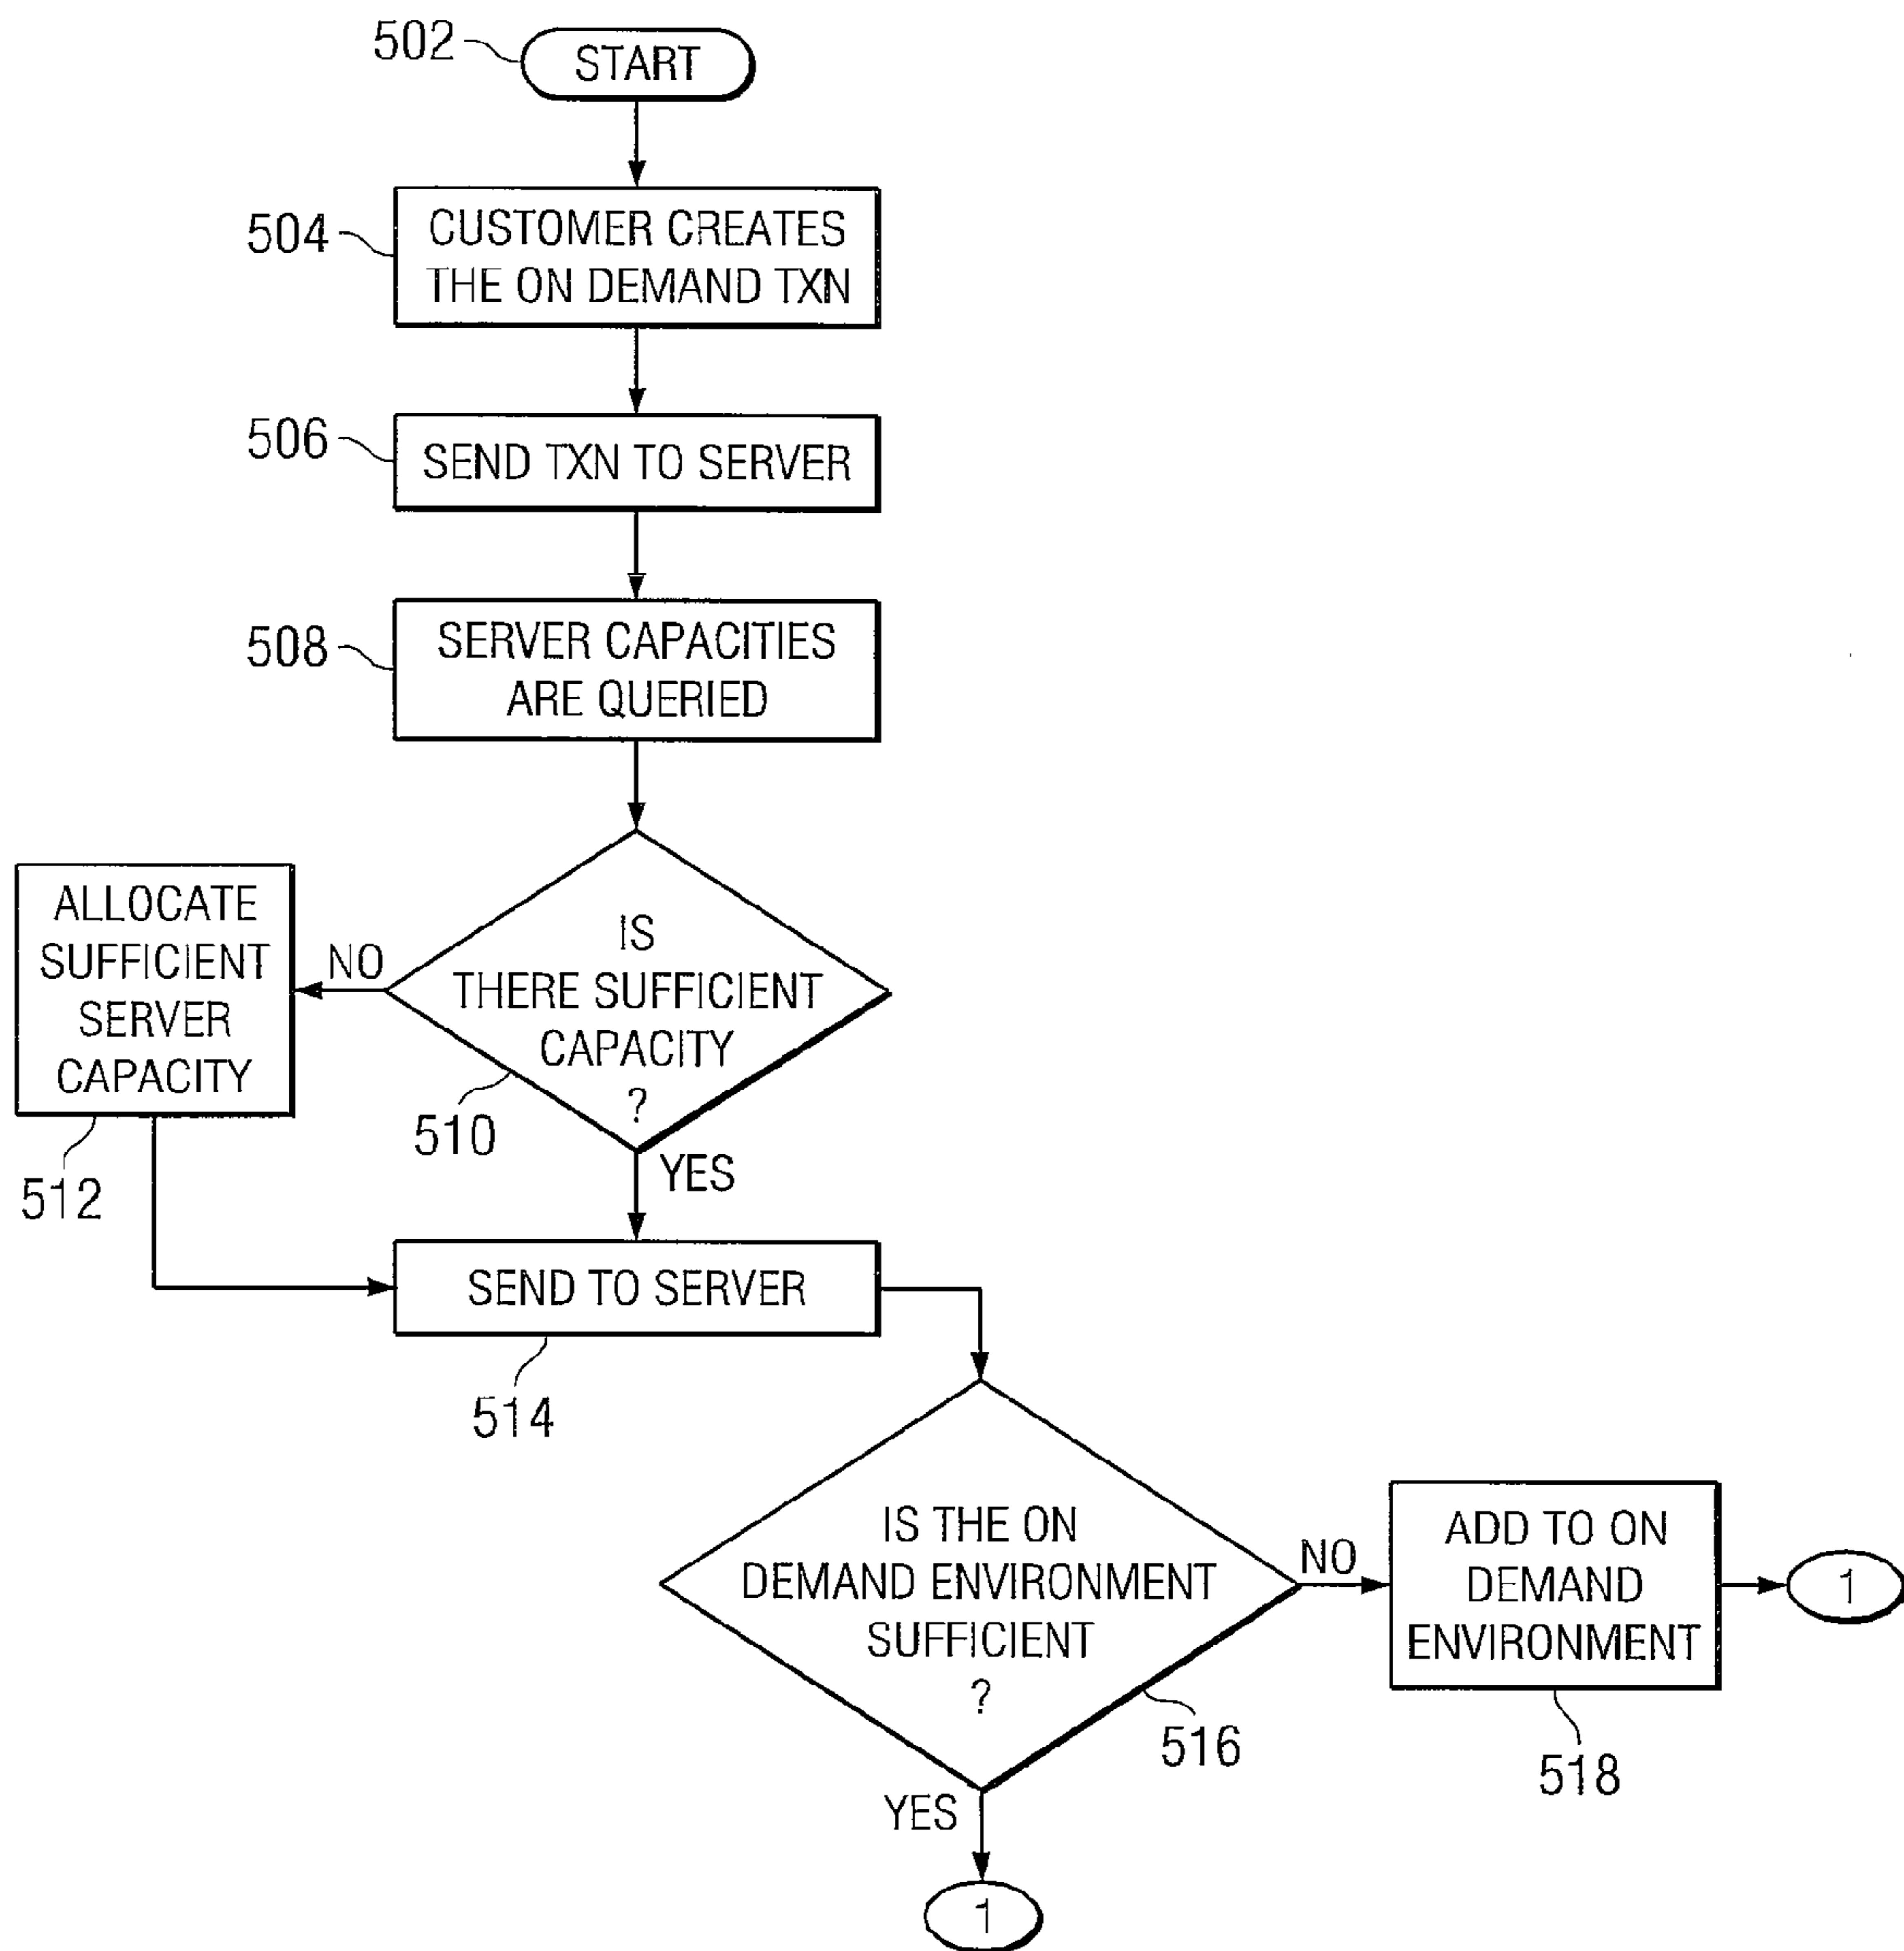 502
START
504
CUSTOMER CREATES
THE ON DEMAND TXN
506
SEND TXN TO SERVER
508
SERVER CAPACITIES
ARE QUERIED
ALLOCATE
SUFFICIENT
SERVER
CAPACITY
512
NO
IS
THERE SUFFICIENT
CAPACITY
?
510
YES
SEND TO SERVER
514
IS THE ON
DEMAND ENVIRONMENT
SUFFICIENT
?
516
NO
ADD TO ON
DEMAND
ENVIRONMENT
518
1
YES
1